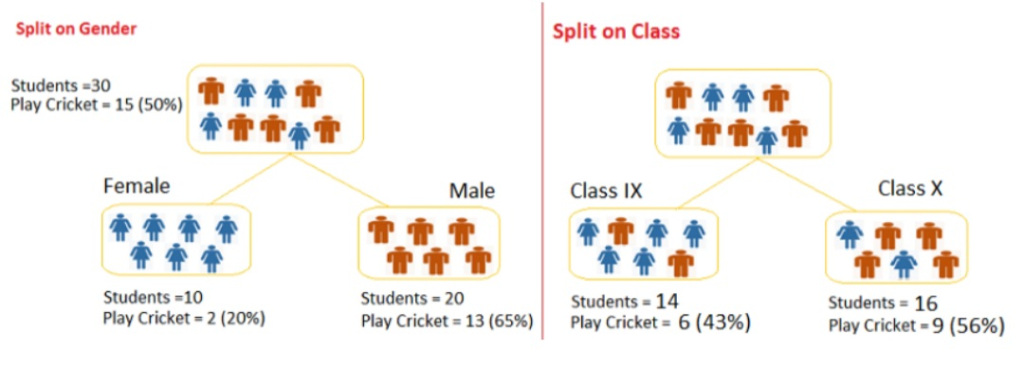 Split on Gender
Students =30
Play Cricket = 15 (50%)
Female
Male
Students =10
Play Cricket = 2 (20%)
Students = 20
Play Cricket = 13 (65%)
Split on Class
Class IX
Class X
Students = 14
Play Cricket = 6 (43%)
Students = 16
Play Cricket = 9 (56%)